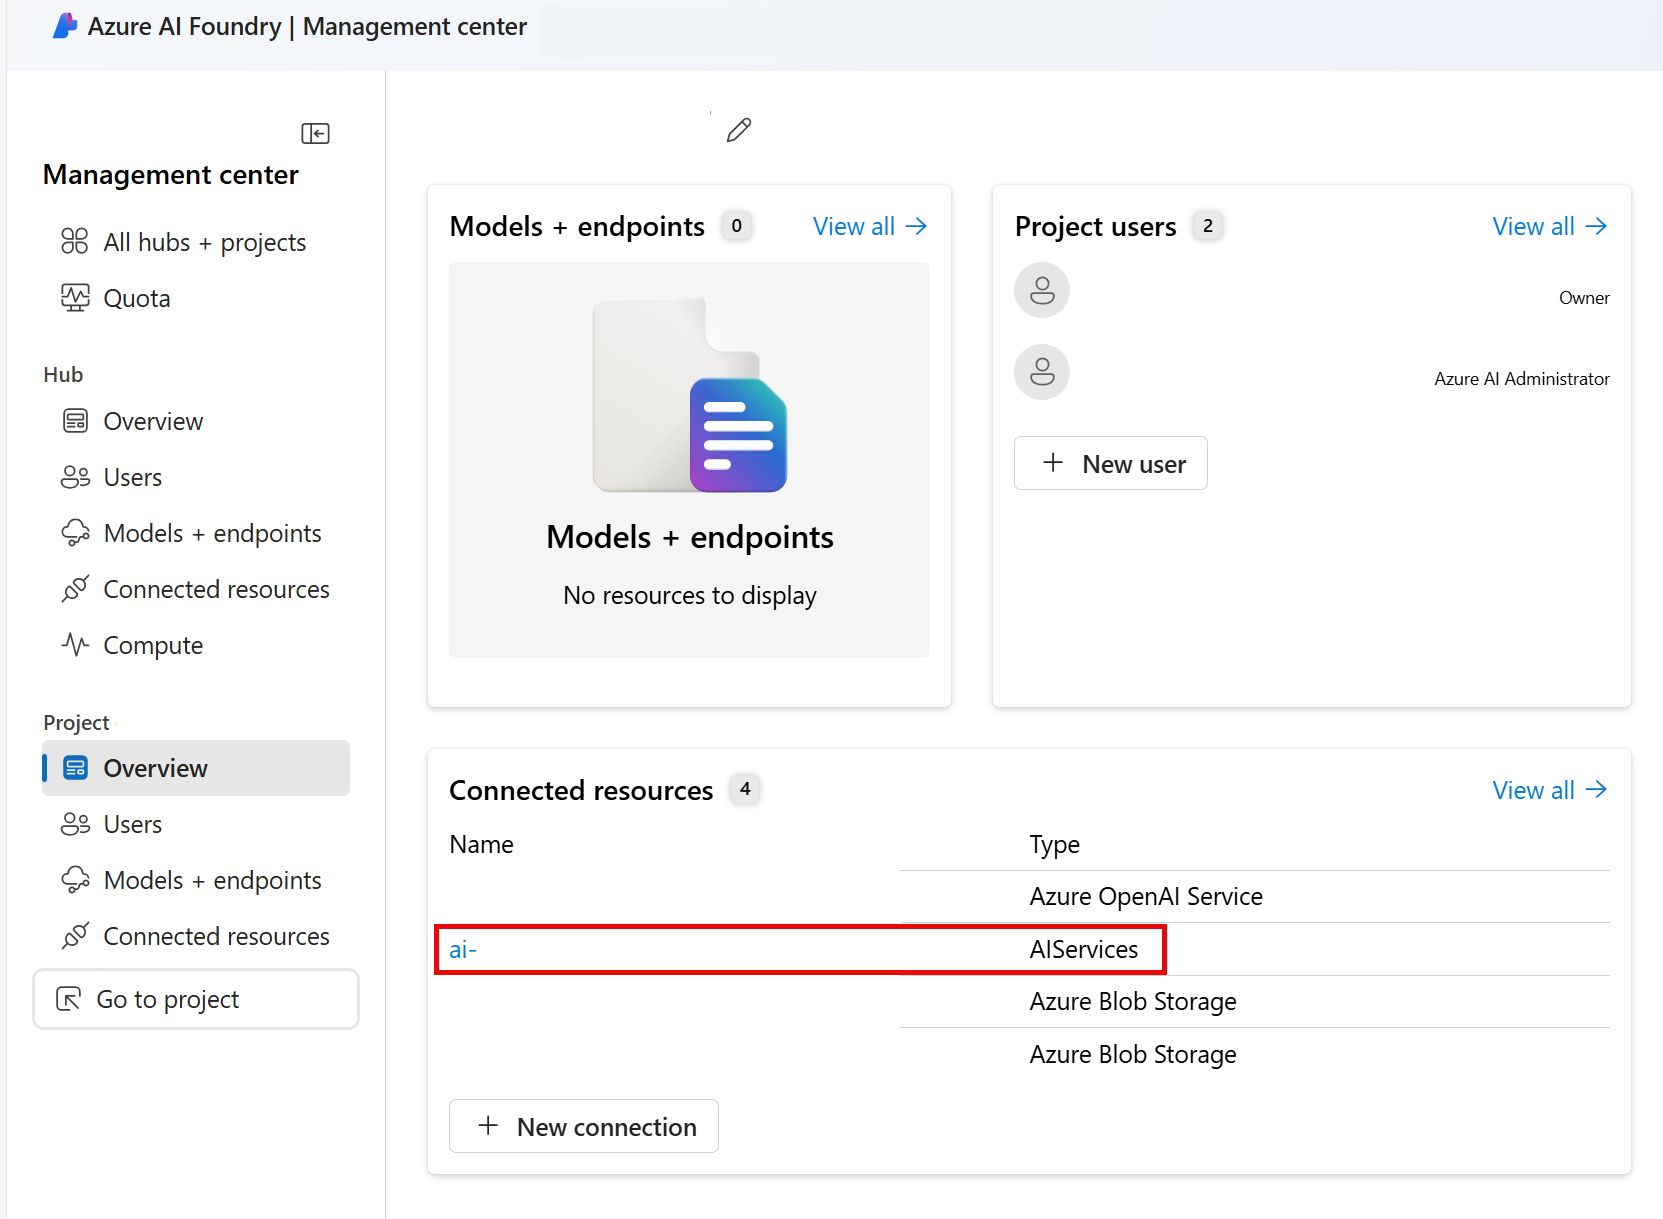 Azure AI Foundry | Management center
Management center
All hubs + projects
Quota
Hub
Overview
Users
Models + endpoints
Connected resources
Compute
Project
Overview
Users
Models + endpoints
Connected resources
Go to project
Models + endpoints 0 View all
Models + endpoints
No resources to display
Project users 2 View all
Owner
Azure AI Administrator
New user
Connected resources 4 View all
Name Type
Azure OpenAI Service
ai- AIServices
Azure Blob Storage
Azure Blob Storage
New connection